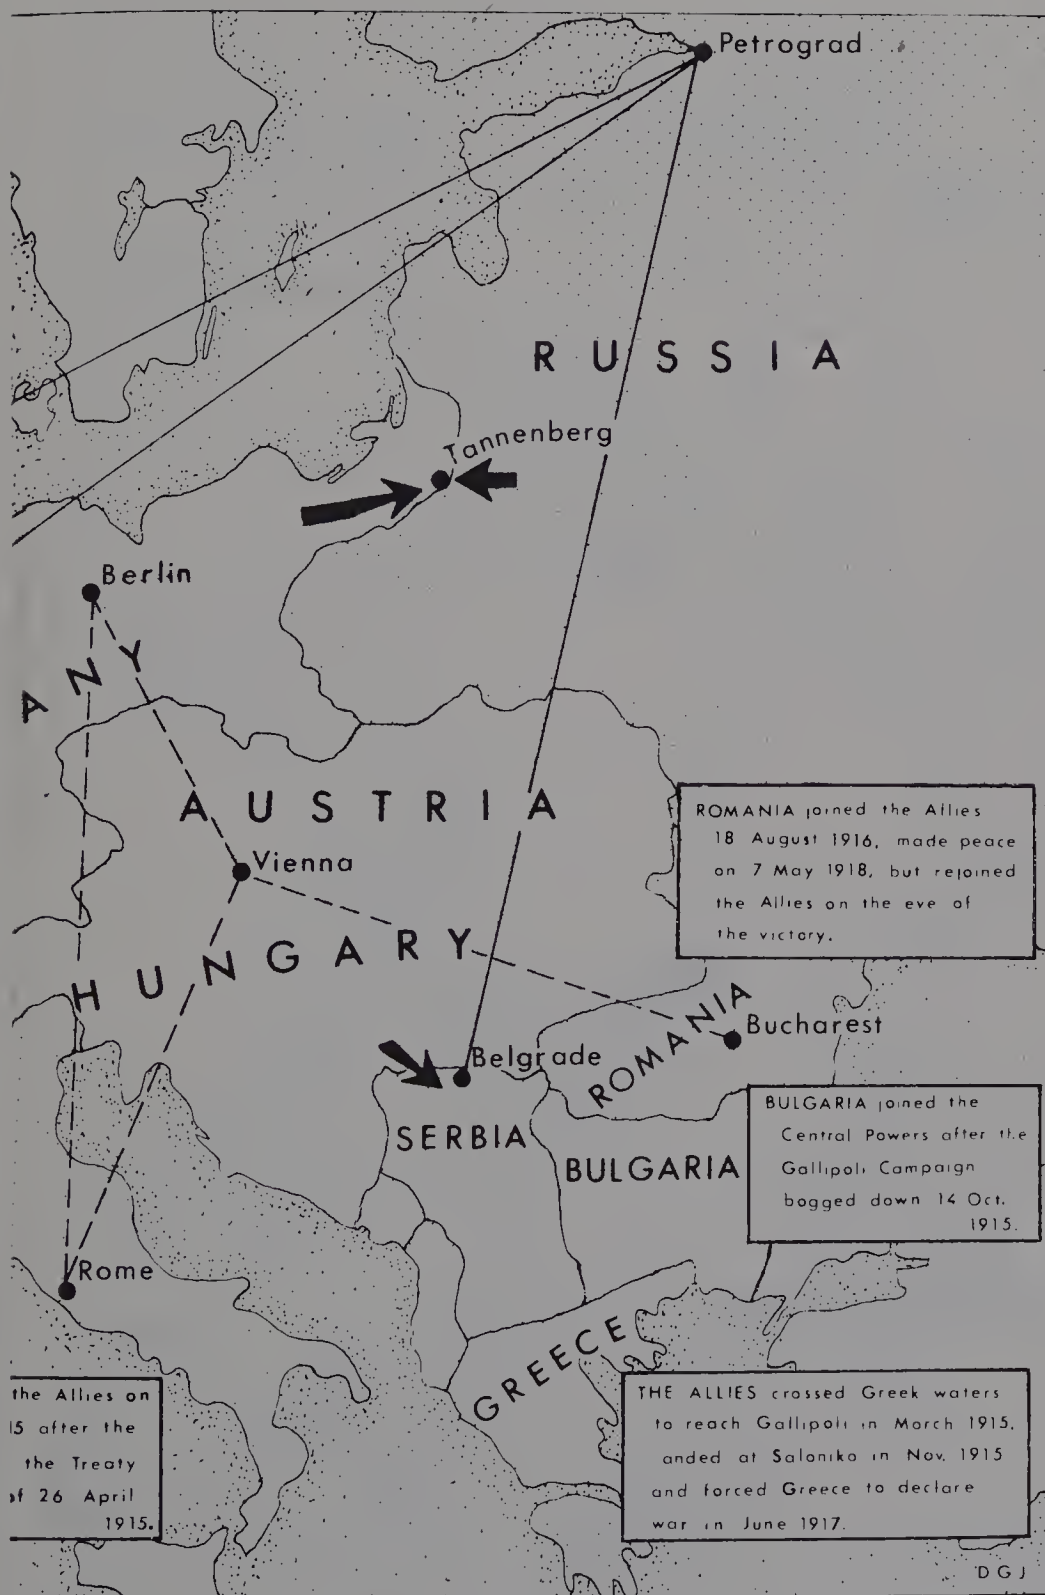 Petrograd
RUSSIA
Tannenberg
Berlin
ANY
AUSTRIA
Vienna
HUNGARY
ROMANIA joined the Allies
18 August 1916, made peace
on 7 May 1918, but rejoined
the Allies on the eve of
the victory.
ROMANIA
Bucharest
Belgrade
SERBIA
BULGARIA
BULGARIA joined the
Central Powers after the
Gallipoli Campaign
bogged down 14 Oct.
1915.
Rome
GREECE
the Allies on
15 after the
the Treaty
of 26 April
1915.
THE ALLIES crossed Greek waters
to reach Gallipoli in March 1915,
anded at Salonika in Nov. 1915
and forced Greece to declare
war in June 1917.
DGJ